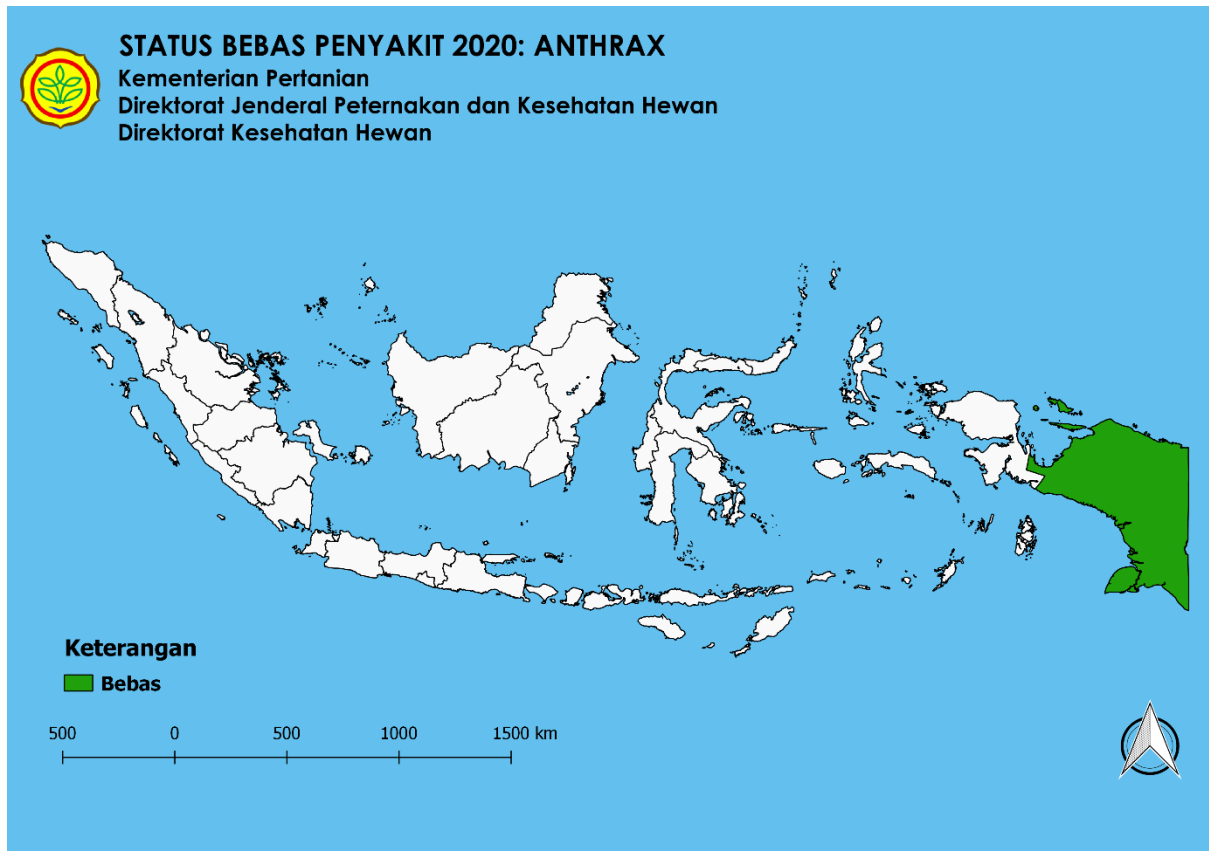 STATUS BEBAS PENYAKIT 2020: ANTHRAX
Kementerian Pertanian
Direktorat Jenderal Peternakan dan Kesehatan Hewan
Direktorat Kesehatan Hewan
Keterangan
Bebas
500 0 500 1000 1500 km